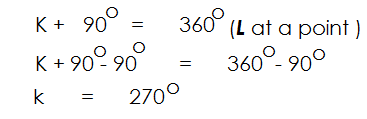 K + 90° = 360° (L at a point )
K + 90° - 90° = 360° - 90°
k = 270°